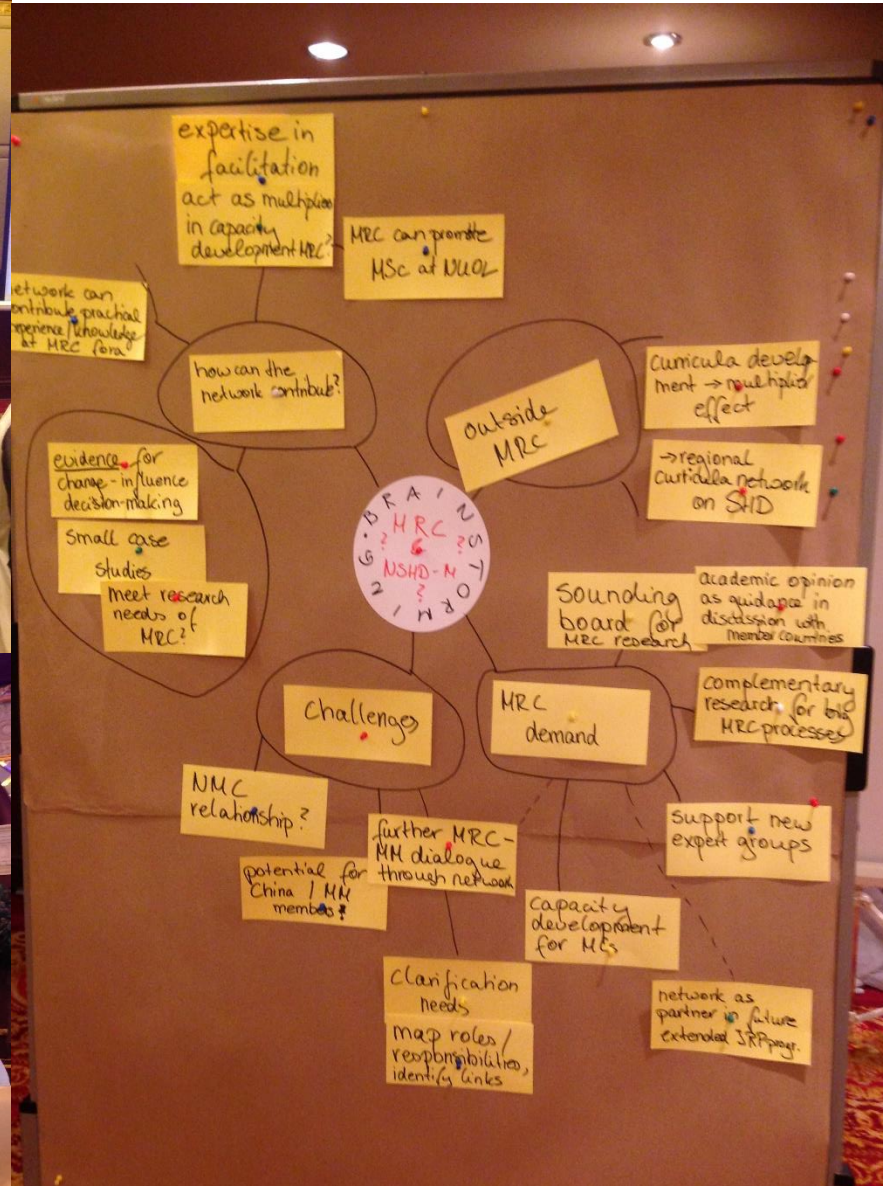 expertise in
facilitation
act as multiplier
in capacity
development MRC?
MRC can promote
MSc at NUOL
etwork can
ontribute practical
xperience/knowledge
at MRC fora
how can the
network contribute?
evidence for
change - influence
decision-making
small case
studies
meet research
needs of
MRC?
outside
MRC
curricula develop
ment → multiplier
effect
→ regional
curricula network
on SHD
BRAINSTORMING
? MRC ?
&
NSHD-M
?
sounding
board for
MRC research
academic opinion
as guidance in
discussion with
member countries
MRC
demand
complementary
research for big
MRC processes
support new
expert groups
capacity
development
for MCs
network as
partner in future
extended JRP progr.
Challenges
NMC
relationship?
potential for
China / MM
members?
further MRC-
MM dialogue
through network
clarification
needs
map roles/
responsibilities,
identify links